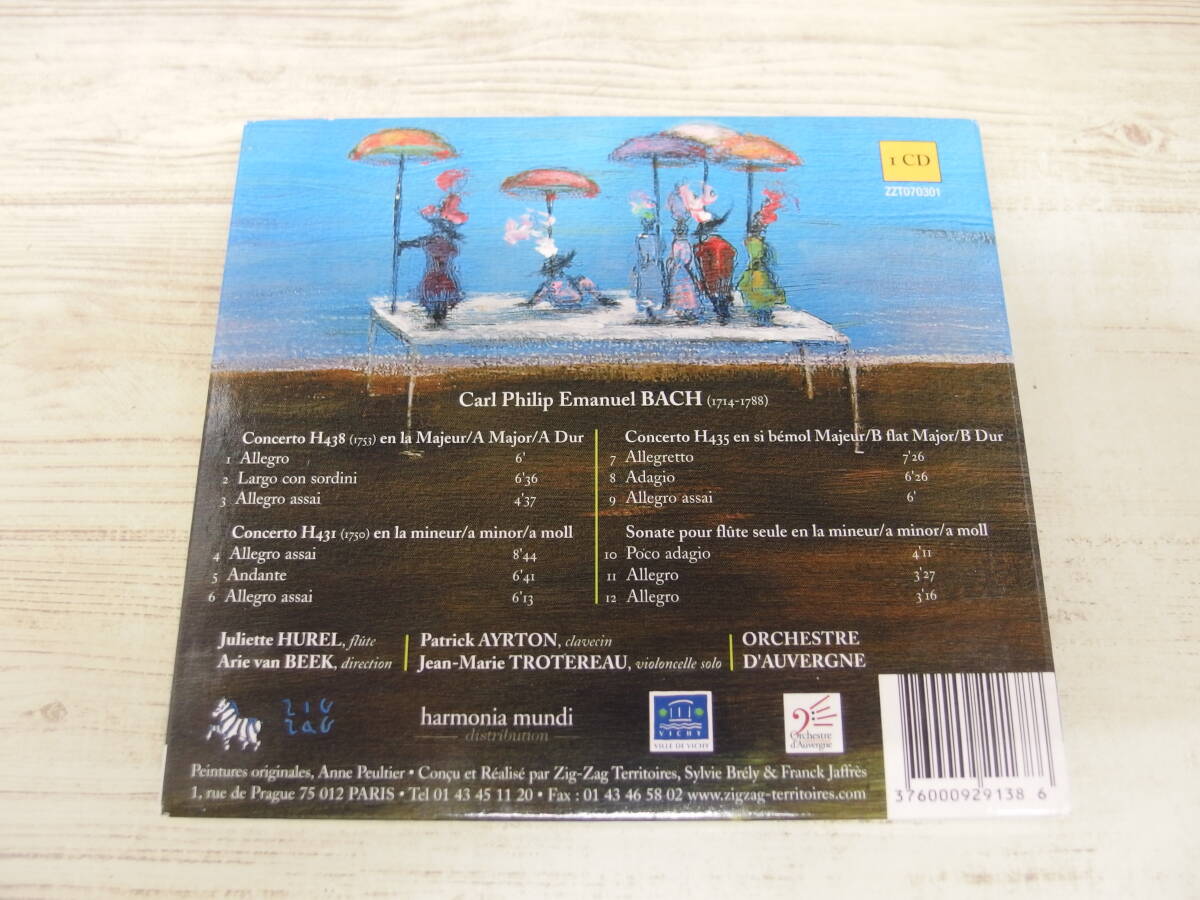 1 CD
ZZT070301
Carl Philip Emanuel BACH (1714-1788)
Concerto H438 (1753) en la Majeur/A Major/A Dur
1 Allegro 6'
2 Largo con sordini 6'36
3 Allegro assai 4'37
Concerto H431 (1750) en la mineur/a minor/a moll
4 Allegro assai 8'44
5 Andante 6'41
6 Allegro assai 6'13
Concerto H435 en si bémol Majeur/B flat Major/B Dur
7 Allegretto 7'26
8 Adagio 6'26
9 Allegro assai 6'
Sonate pour flûte seule en la mineur/a minor/a moll
10 Poco adagio 4'11
11 Allegro 3'27
12 Allegro 3'16
Juliette HUREL, flûte
Arie van BEEK, direction
Patrick AYRTON, clavecin
Jean-Marie TROTEREAU, violoncelle solo
ORCHESTRE
D'AUVERGNE
ZIG
ZAG
harmonia mundi
distribution
VICHY
VILLE DE VICHY
Orchestre
d'Auvergne
Peintures originales, Anne Peultier • Conçu et Réalisé par Zig-Zag Territoires, Sylvie Brély & Franck Jaffrès
1, rue de Prague 75 012 PARIS • Tel 01 43 45 11 20 • Fax : 01 43 46 58 02 www.zigzag-territoires.com
3760009291386